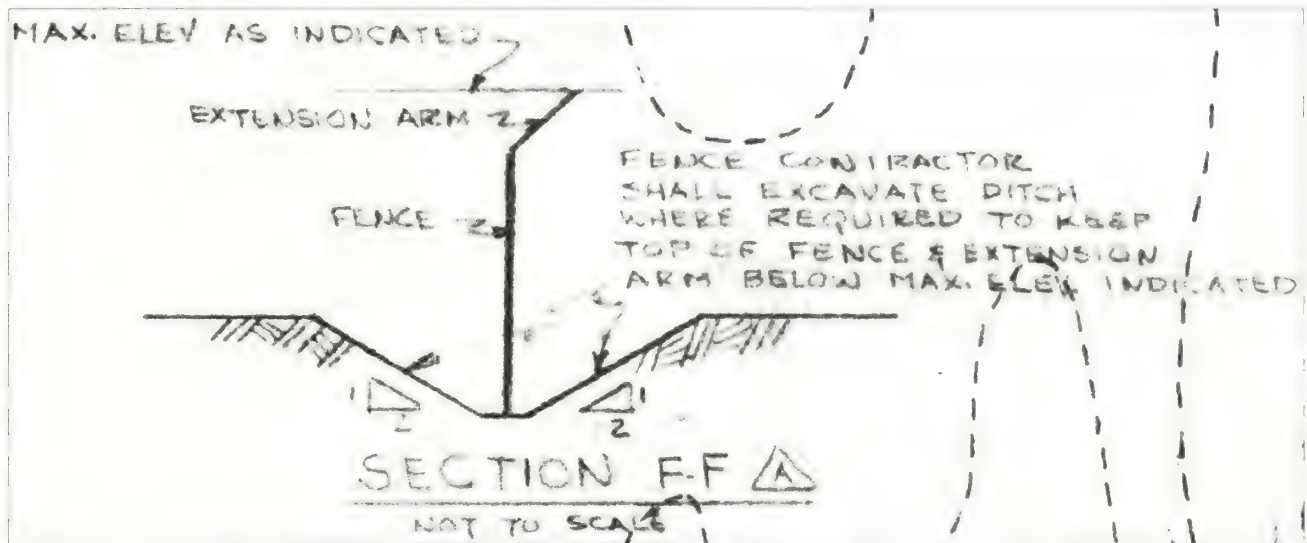 MAX. ELEV AS INDICATED
EXTENSION ARM
FENCE
FENCE CONTRACTOR
SHALL EXCAVATE DITCH
WHERE REQUIRED TO KEEP
TOP OF FENCE & EXTENSION
ARM BELOW MAX. ELEV INDICATED
1
2
1
2
SECTION F-F A
NOT TO SCALE